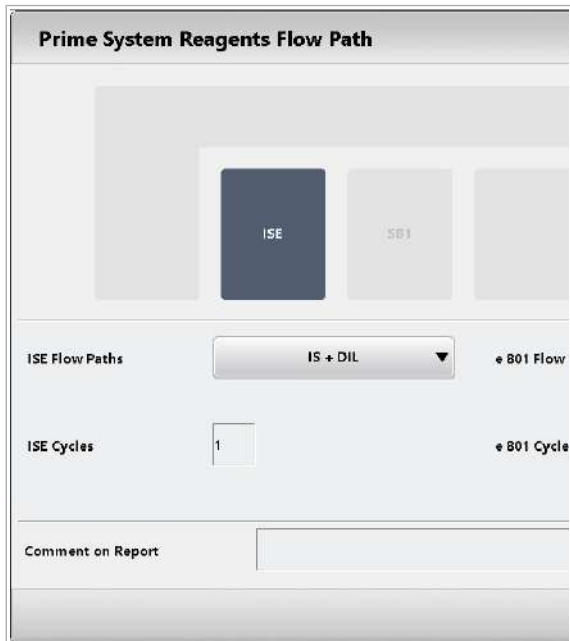 Prime System Reagents Flow Path
ISE
SB1
ISE Flow Paths
IS + DIL
e 801 Flow
ISE Cycles
1
e 801 Cycle
Comment on Report